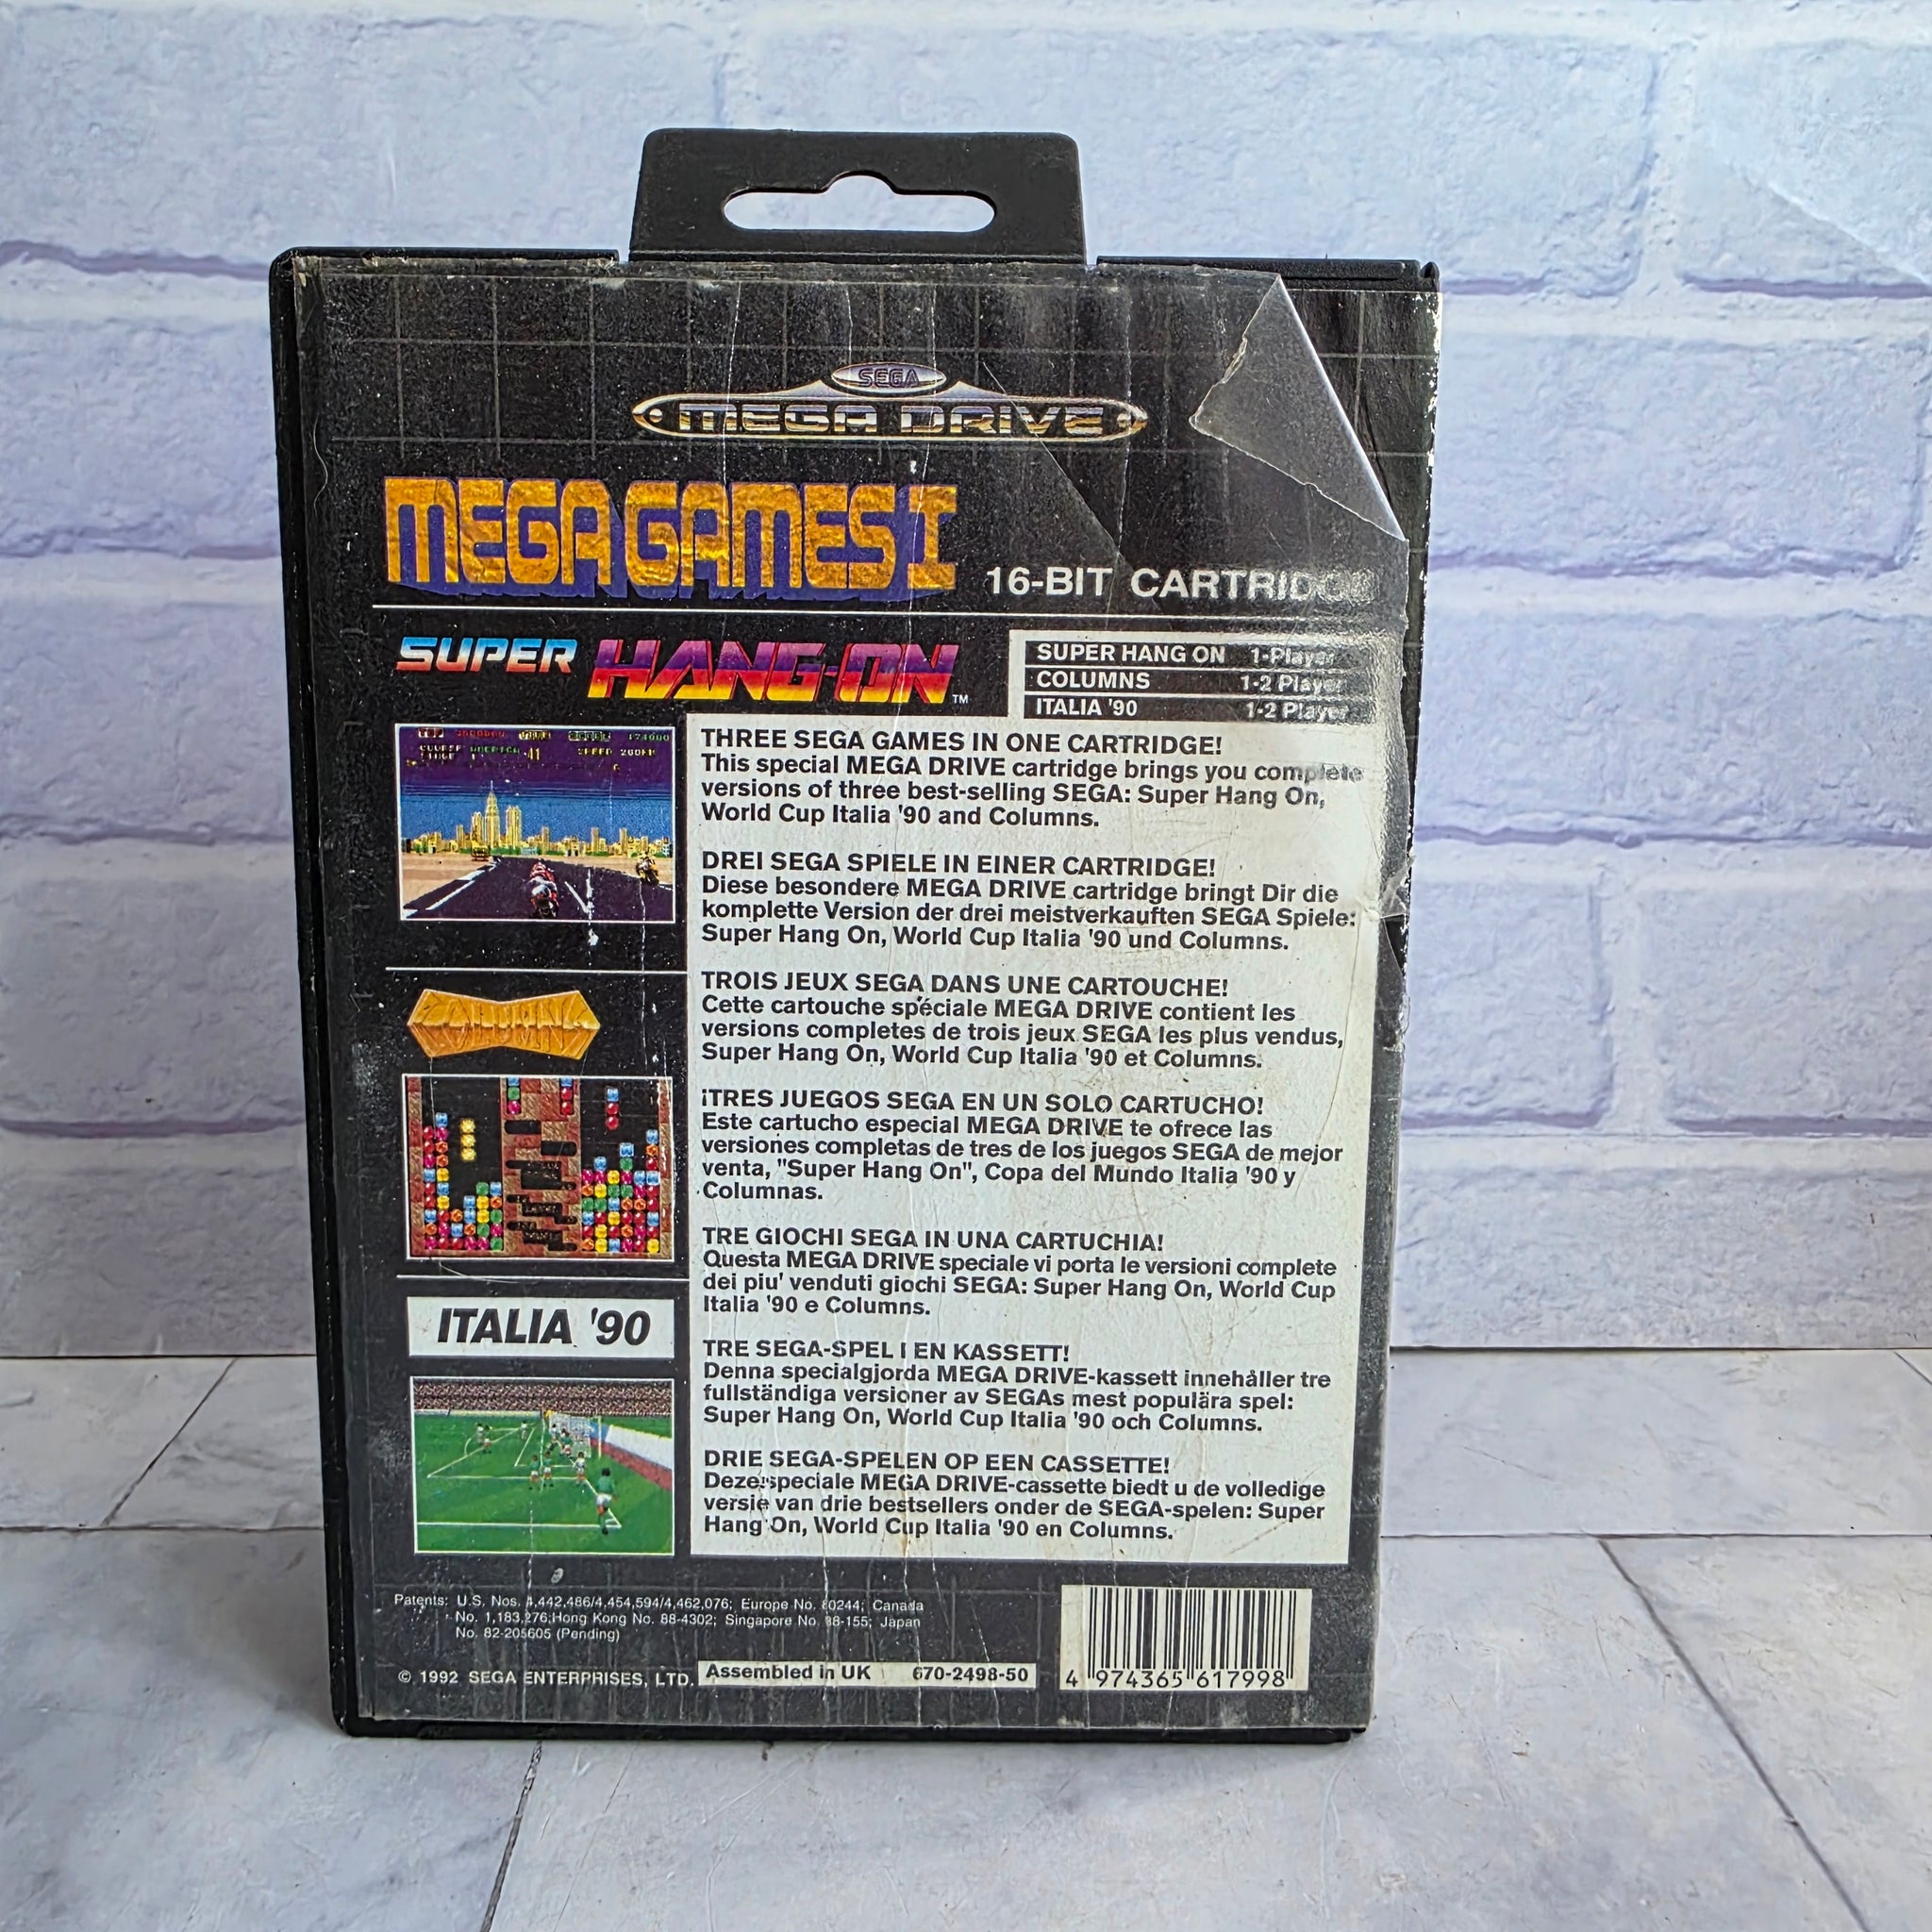 SEGA
MEGA DRIVE
MEGA GAMES I
16-BIT CARTRIDGE
SUPER HANG-ON™
SUPER HANG ON 1-Player
COLUMNS 1-2 Player
ITALIA '90 1-2 Player
THREE SEGA GAMES IN ONE CARTRIDGE!
This special MEGA DRIVE cartridge brings you complete
versions of three best-selling SEGA: Super Hang On,
World Cup Italia '90 and Columns.
DREI SEGA SPIELE IN EINER CARTRIDGE!
Diese besondere MEGA DRIVE cartridge bringt Dir die
komplette Version der drei meistverkauften SEGA Spiele:
Super Hang On, World Cup Italia '90 und Columns.
TROIS JEUX SEGA DANS UNE CARTOUCHE!
Cette cartouche spéciale MEGA DRIVE contient les
versions completes de trois jeux SEGA les plus vendus,
Super Hang On, World Cup Italia '90 et Columns.
¡TRES JUEGOS SEGA EN UN SOLO CARTUCHO!
Este cartucho especial MEGA DRIVE te ofrece las
versiones completas de tres de los juegos SEGA de mejor
venta, "Super Hang On", Copa del Mundo Italia '90 y
Columnas.
TRE GIOCHI SEGA IN UNA CARTUCHIA!
Questa MEGA DRIVE speciale vi porta le versioni complete
dei piu' venduti giochi SEGA: Super Hang On, World Cup
Italia '90 e Columns.
TRE SEGA-SPEL I EN KASSETT!
Denna specialgjorda MEGA DRIVE-kassett innehåller tre
fullständiga versioner av SEGAs mest populära spel:
Super Hang On, World Cup Italia '90 och Columns.
DRIE SEGA-SPELEN OP EEN CASSETTE!
Deze speciale MEGA DRIVE-cassette biedt u de volledige
versie van drie bestsellers onder de SEGA-spelen: Super
Hang On, World Cup Italia '90 en Columns.
COLUMNS
ITALIA '90
Patents: U.S. Nos. 4,442,486/4,454,594/4,462,076; Europe No. 80244; Canada
No. 1,183,276; Hong Kong No. 88-4302; Singapore No. 88-155; Japan
No. 82-205605 (Pending)
© 1992 SEGA ENTERPRISES, LTD.
Assembled in UK 670-2498-50
4 974365 617998